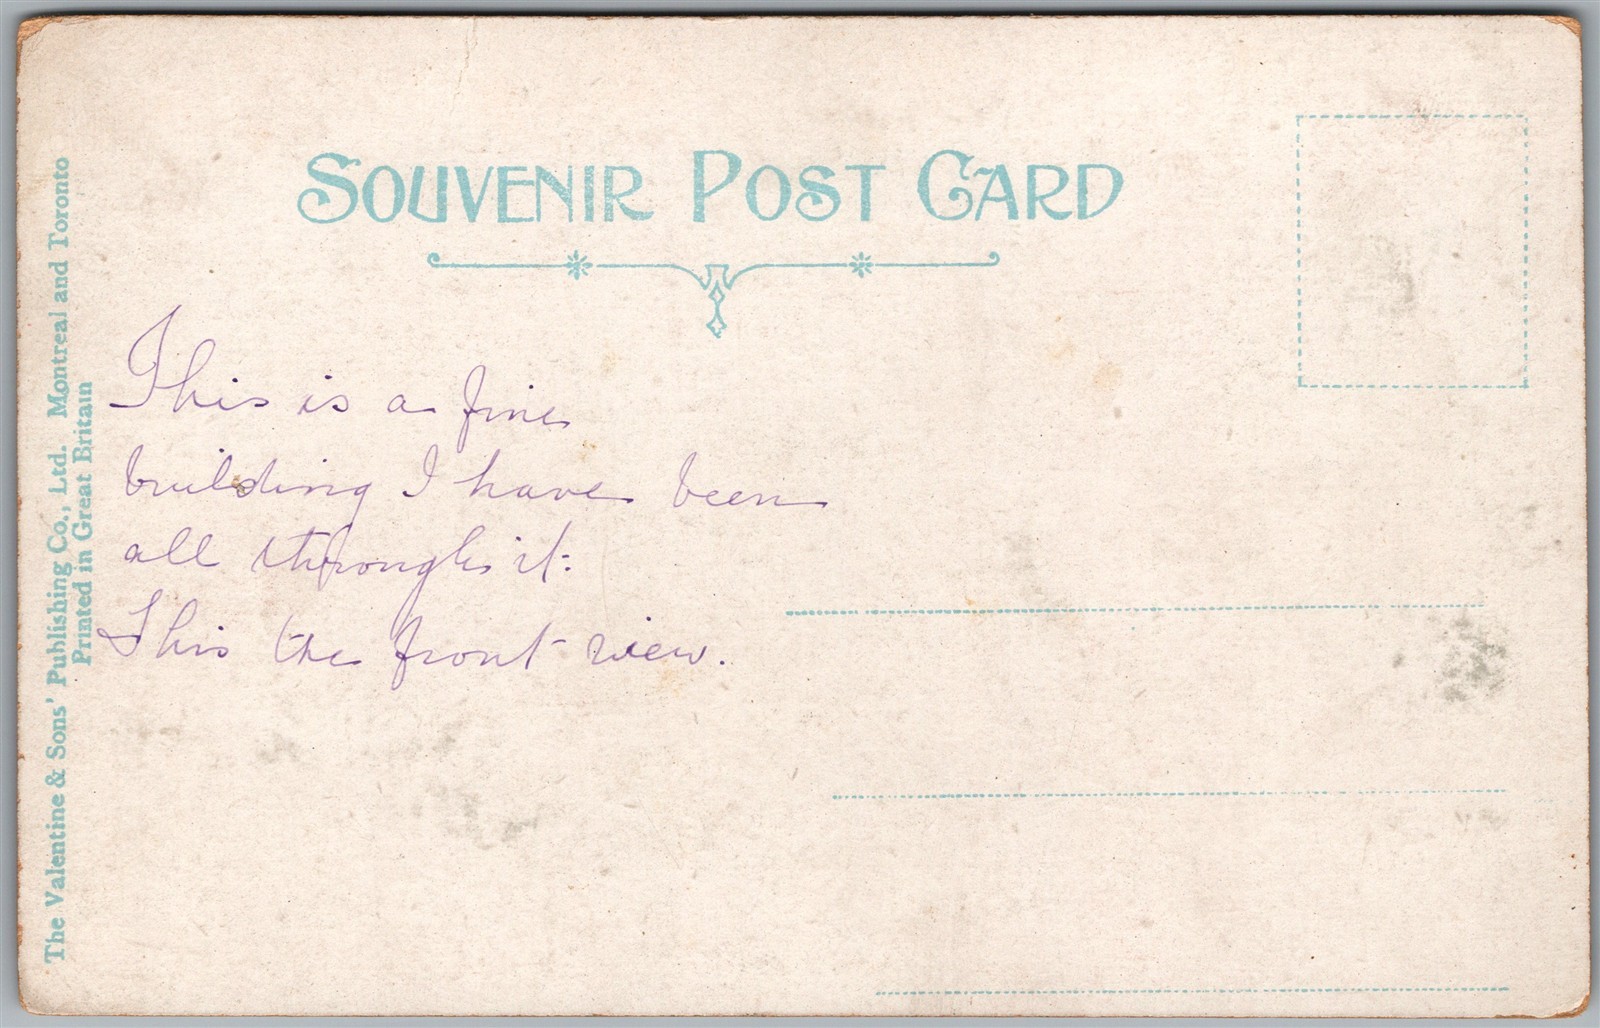 SOUVENIR POST CARD
This is a fine
building I have been
all through it.
This the front view.
The Valentine & Sons' Publishing Co., Ltd. Montreal and Toronto
Printed in Great Britain